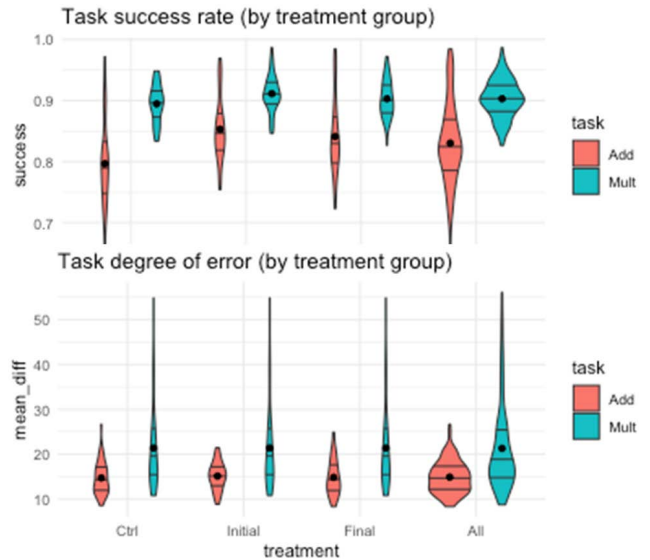 Task success rate (by treatment group)
1.0
0.9
0.8
0.7
success
task
Add
Mult
Task degree of error (by treatment group)
50
40
30
20
10
mean_diff
task
Add
Mult
Ctrl Initial Final All
treatment